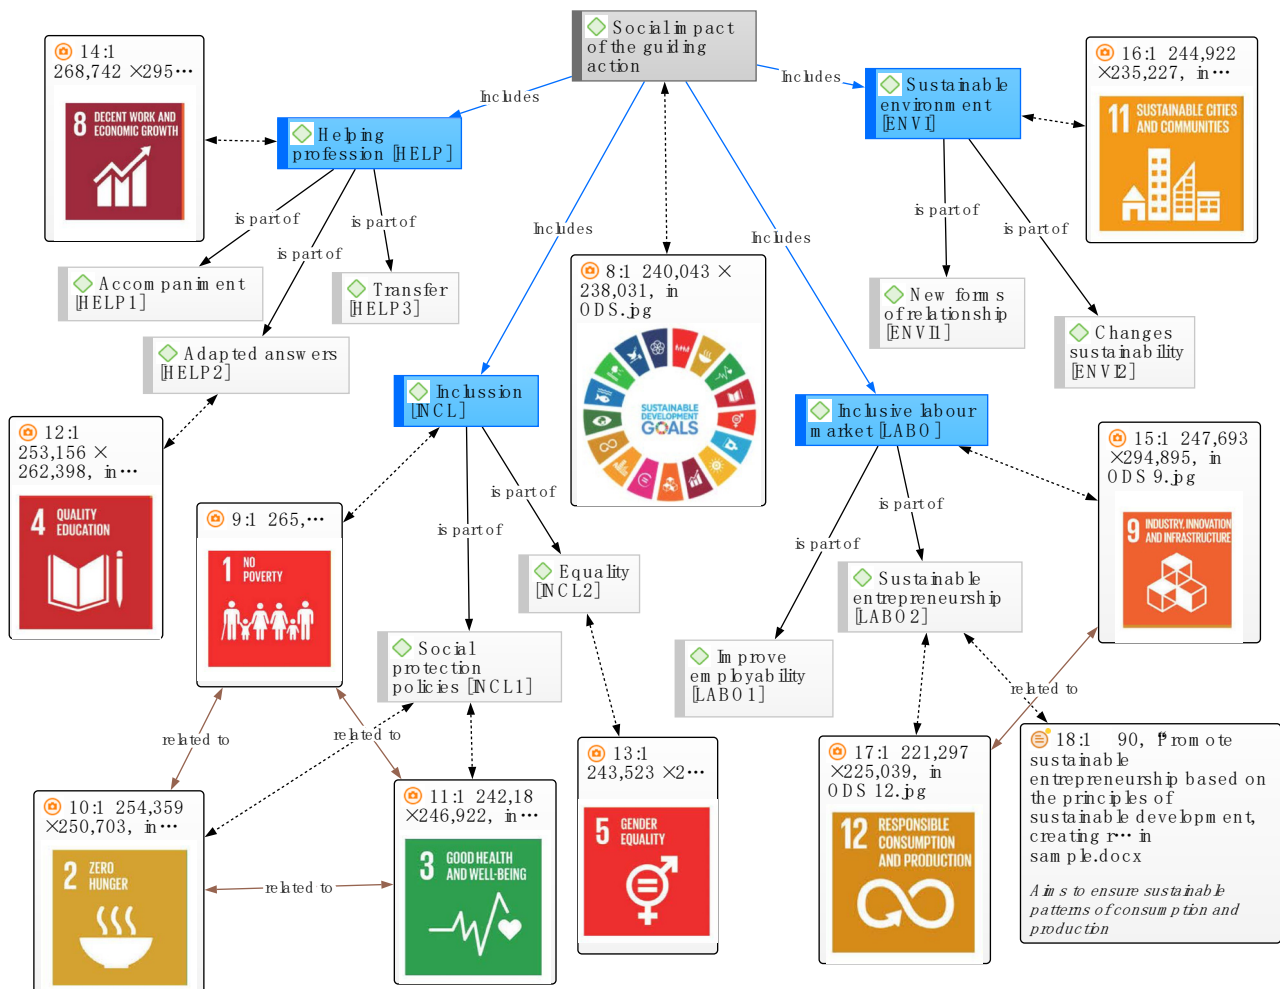 Social impact
of the guiding
action
14:1
268,742 ×295⋯
8 DECENT WORK AND
ECONOMIC GROWTH
Includes
Helping
profession [HELP]
Includes
Sustainable
environment
[ENVI]
16:1 244,922
×235,227, in⋯
11 SUSTAINABLE CITIES
AND COMMUNITIES
is part of
is part of
is part of
Includes
Includes
is part of
is part of
Accompaniment
[HELP1]
Transfer
[HELP3]
8:1 240,043 ×
238,031, in
ODS.jpg
SUSTAINABLE
DEVELOPMENT
GOALS
New forms
of relationship
[ENVI1]
Changes
sustainability
[ENVI2]
Adapted answers
[HELP2]
Inclussion
[INCL]
Inclusive labour
market [LABO]
12:1
253,156 ×
262,398, in⋯
4 QUALITY
EDUCATION
15:1 247,693
×294,895, in
ODS 9.jpg
9 INDUSTRY, INNOVATION
AND INFRASTRUCTURE
9:1 265,⋯
1 NO
POVERTY
is part of
is part of
is part of
is part of
Equality
[INCL2]
Sustainable
entrepreneurship
[LABO2]
Social
protection
policies [INCL1]
Improve
employability
[LABO1]
related to
related to
related to
related to
10:1 254,359
×250,703, in⋯
2 ZERO
HUNGER
11:1 242,18
×246,922, in⋯
3 GOOD HEALTH
AND WELL-BEING
13:1
243,523 ×2⋯
5 GENDER
EQUALITY
17:1 221,297
×225,039, in
ODS 12.jpg
12 RESPONSIBLE
CONSUMPTION
AND PRODUCTION
18:1 90, “Promote
sustainable
entrepreneurship based on
the principles of
sustainable development,
creating r⋯ in
sample.docx
Aims to ensure sustainable
patterns of consumption and
production